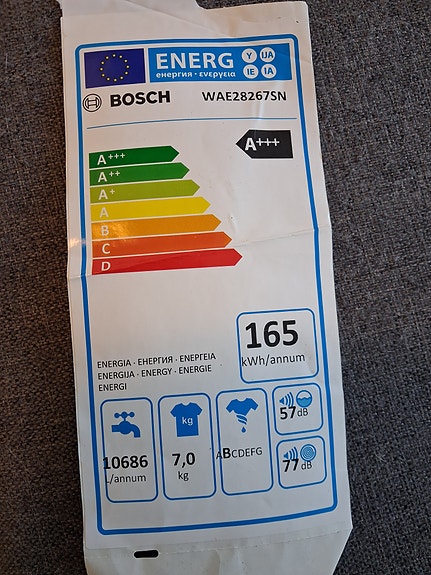 ENERG Y IJA
енергия · ενεργεια IE IA
BOSCH WAE28267SN
A+++
A+++
A++
A+
A
B
C
D
165
kWh/annum
ENERGIA · ЕНЕРГИЯ · ΕΝΕΡΓΕΙΑ
ENERGIJA · ENERGY · ENERGIE
ENERGI
kg
57dB
10686
L/annum
7,0
kg
ABCDEFG
77dB